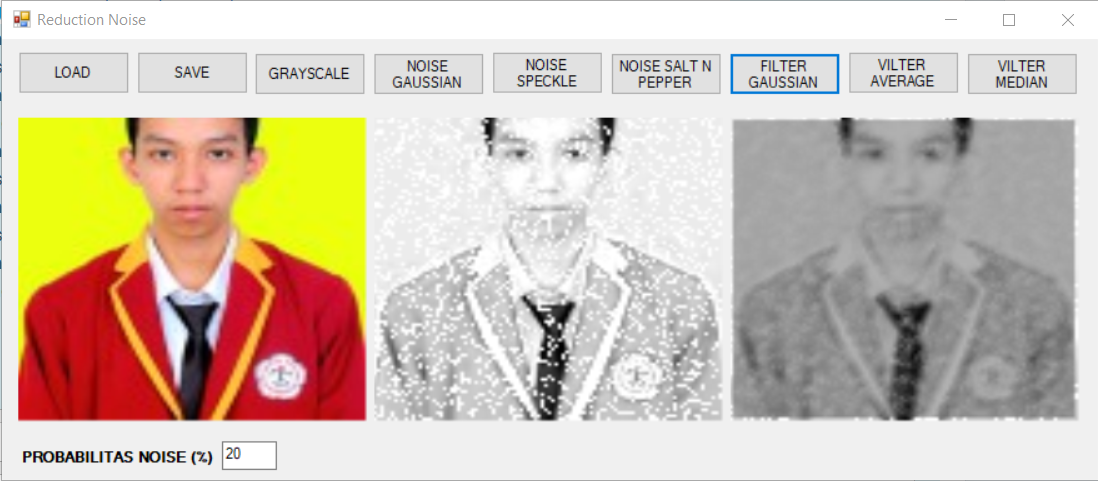 Reduction Noise
LOAD
SAVE
GRAYSCALE
NOISE
GAUSSIAN
NOISE
SPECKLE
NOISE SALT N
PEPPER
FILTER
GAUSSIAN
VILTER
AVERAGE
VILTER
MEDIAN
PROBABILITAS NOISE (%) 20